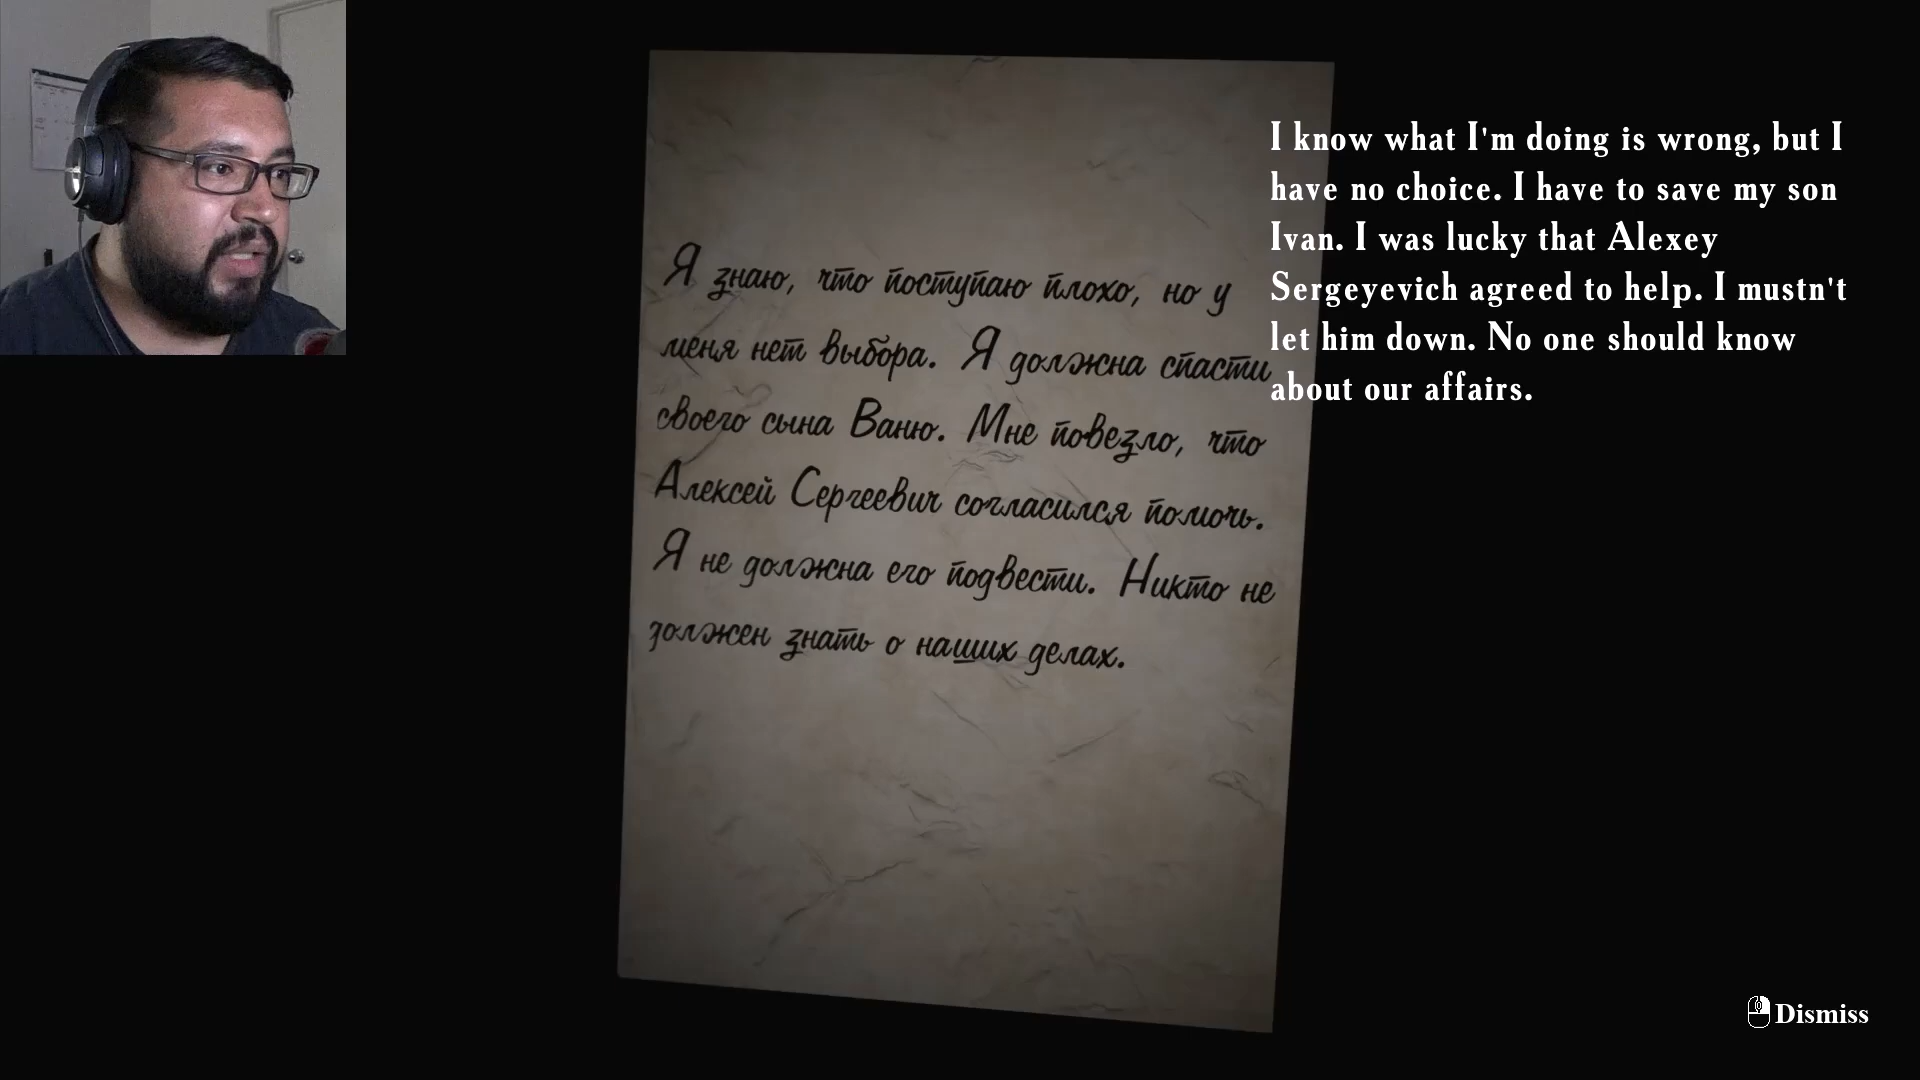 Я знаю, что поступаю плохо, но у
меня нет выбора. Я должна спасти
своего сына Ваню. Мне повезло, что
Алексей Сергеевич согласился помочь.
Я не должна его подвести. Никто не
должен знать о наших делах.
I know what I'm doing is wrong, but I
have no choice. I have to save my son
Ivan. I was lucky that Alexey
Sergeyevich agreed to help. I mustn't
let him down. No one should know
about our affairs.
Dismiss